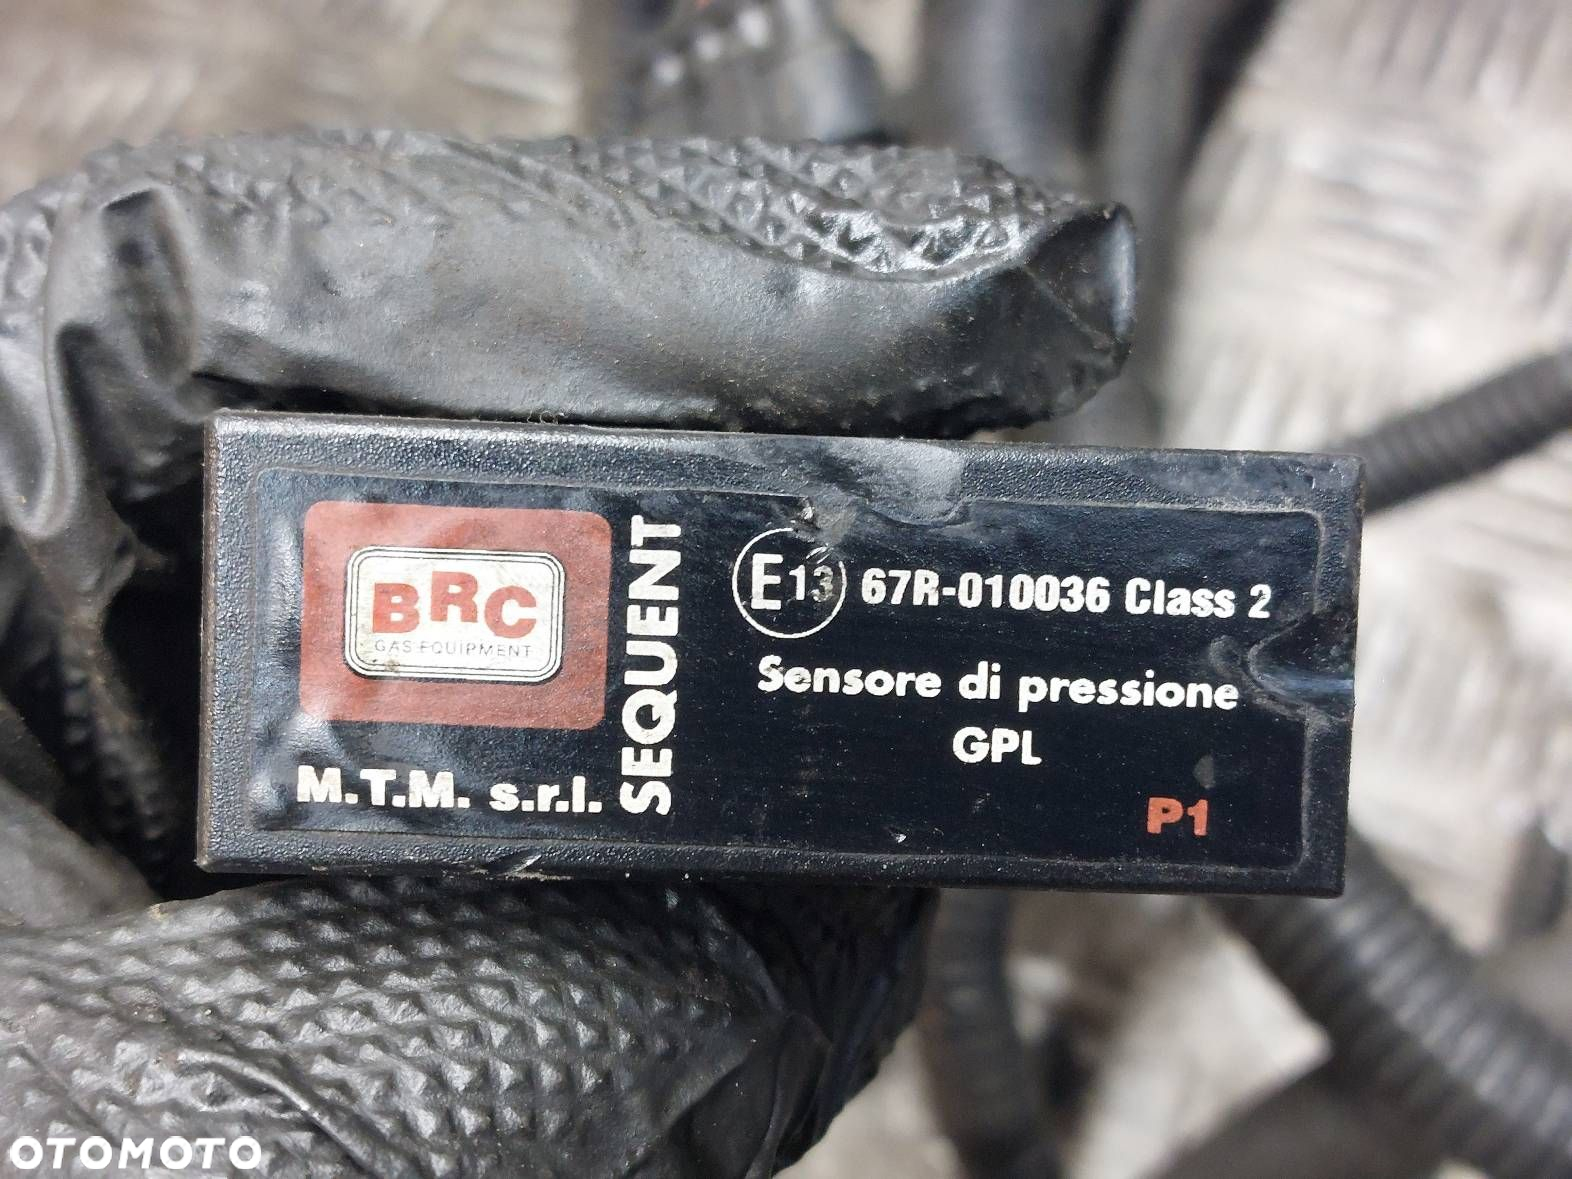 BRC
GAS EQUIPMENT
M.T.M. s.r.l.
SEQUENT
E13 67R-010036 Class 2
Sensore di pressione
GPL
P1
OTOMOTO